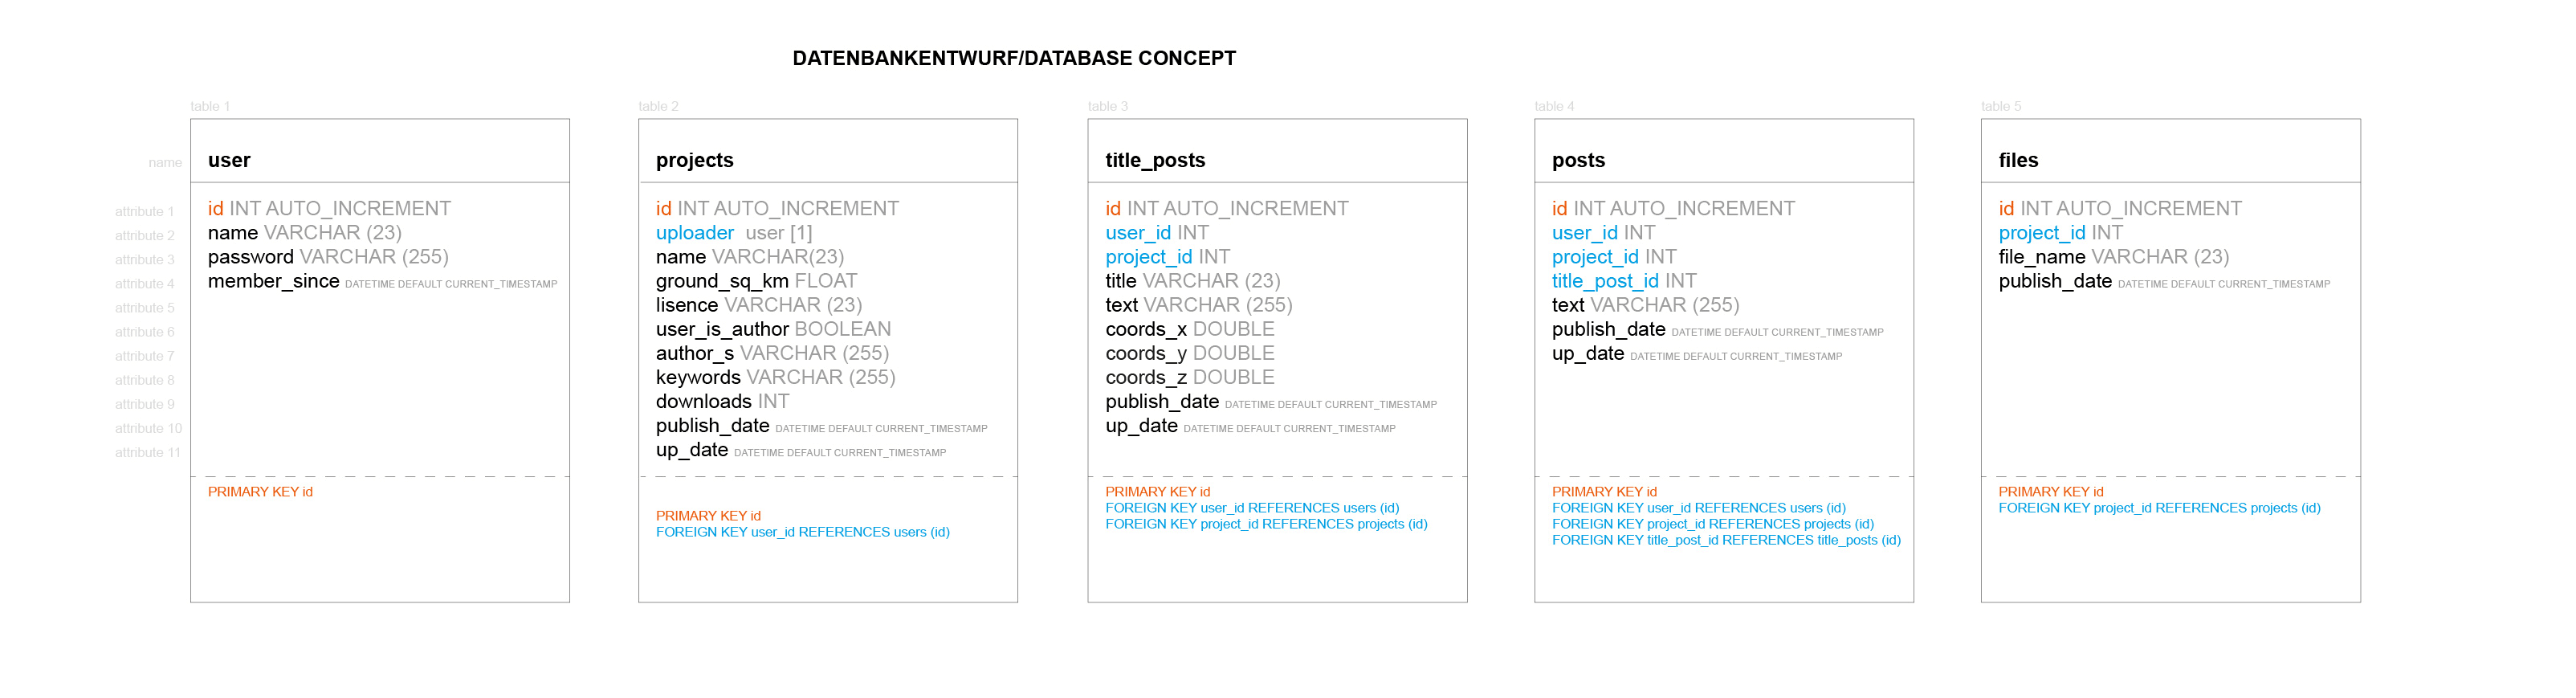 DATENBANKENTWURF/DATABASE CONCEPT
table 1
name
user
attribute 1
attribute 2
attribute 3
attribute 4
attribute 5
attribute 6
attribute 7
attribute 8
attribute 9
attribute 10
attribute 11
id INT AUTO_INCREMENT
name VARCHAR (23)
password VARCHAR (255)
member_since DATETIME DEFAULT CURRENT_TIMESTAMP
PRIMARY KEY id
table 2
projects
id INT AUTO_INCREMENT
uploader user [1]
name VARCHAR(23)
ground_sq_km FLOAT
lisence VARCHAR (23)
user_is_author BOOLEAN
author_s VARCHAR (255)
keywords VARCHAR (255)
downloads INT
publish_date DATETIME DEFAULT CURRENT_TIMESTAMP
up_date DATETIME DEFAULT CURRENT_TIMESTAMP
PRIMARY KEY id
FOREIGN KEY user_id REFERENCES users (id)
table 3
title_posts
id INT AUTO_INCREMENT
user_id INT
project_id INT
title VARCHAR (23)
text VARCHAR (255)
coords_x DOUBLE
coords_y DOUBLE
coords_z DOUBLE
publish_date DATETIME DEFAULT CURRENT_TIMESTAMP
up_date DATETIME DEFAULT CURRENT_TIMESTAMP
PRIMARY KEY id
FOREIGN KEY user_id REFERENCES users (id)
FOREIGN KEY project_id REFERENCES projects (id)
table 4
posts
id INT AUTO_INCREMENT
user_id INT
project_id INT
title_post_id INT
text VARCHAR (255)
publish_date DATETIME DEFAULT CURRENT_TIMESTAMP
up_date DATETIME DEFAULT CURRENT_TIMESTAMP
PRIMARY KEY id
FOREIGN KEY user_id REFERENCES users (id)
FOREIGN KEY project_id REFERENCES projects (id)
FOREIGN KEY title_post_id REFERENCES title_posts (id)
table 5
files
id INT AUTO_INCREMENT
project_id INT
file_name VARCHAR (23)
publish_date DATETIME DEFAULT CURRENT_TIMESTAMP
PRIMARY KEY id
FOREIGN KEY project_id REFERENCES projects (id)